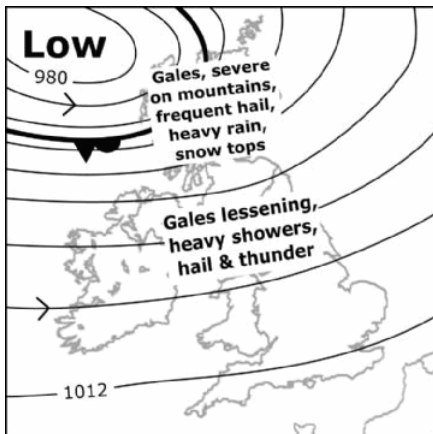 Low
980
Gales, severe
on mountains,
frequent hail,
heavy rain,
snow tops
Gales lessening,
heavy showers,
hail & thunder
1012